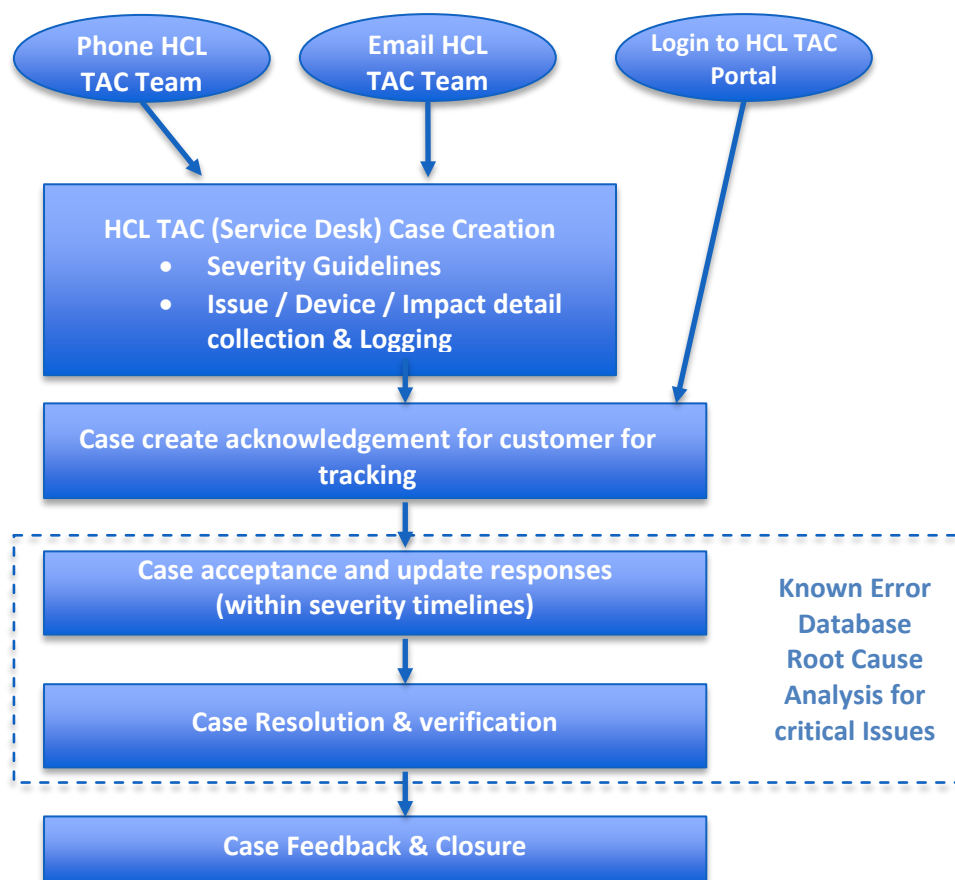 Phone HCL
TAC Team
Email HCL
TAC Team
Login to HCL TAC
Portal
HCL TAC (Service Desk) Case Creation
• Severity Guidelines
• Issue / Device / Impact detail
collection & Logging
Case create acknowledgement for customer for
tracking
Case acceptance and update responses
(within severity timelines)
Known Error
Database
Root Cause
Analysis for
critical Issues
Case Resolution & verification
Case Feedback & Closure